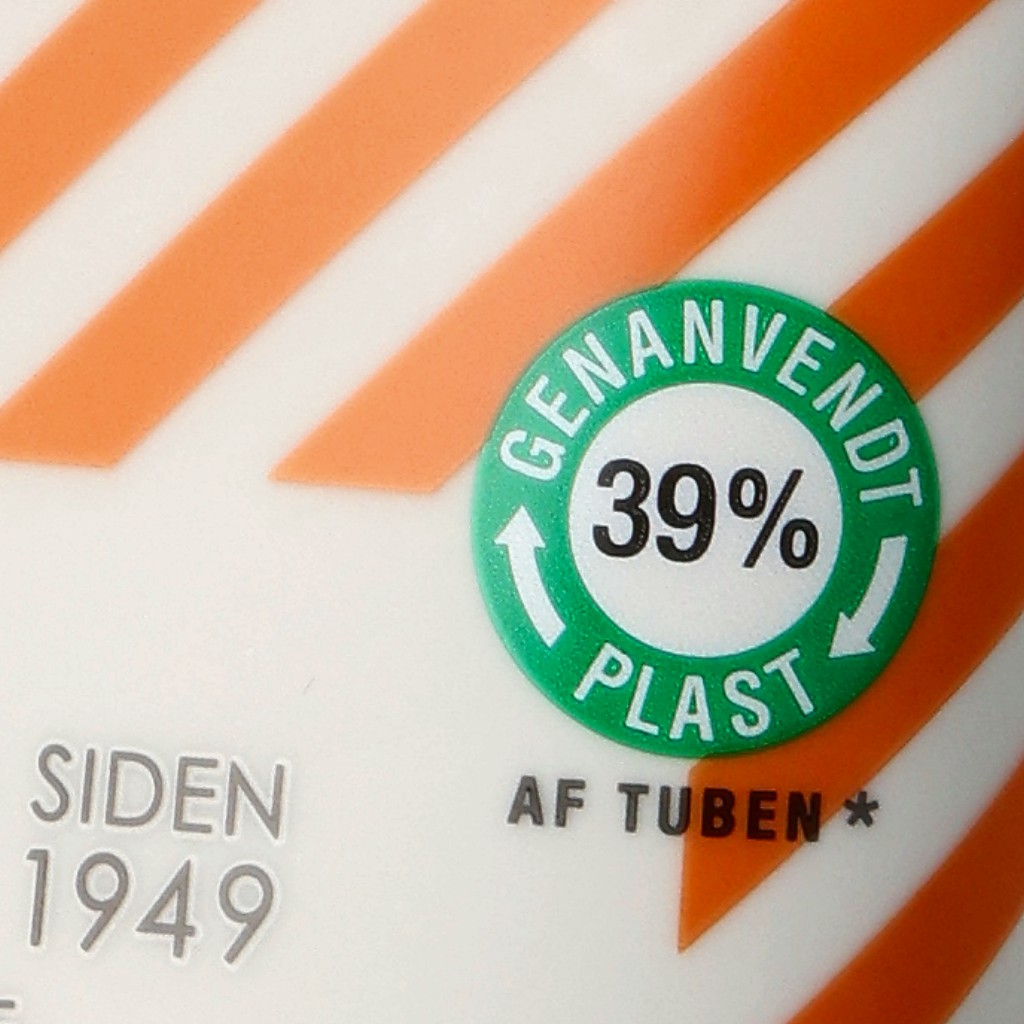 GENANVENDT
39%
PLAST
AF TUBEN *
SIDEN
1949